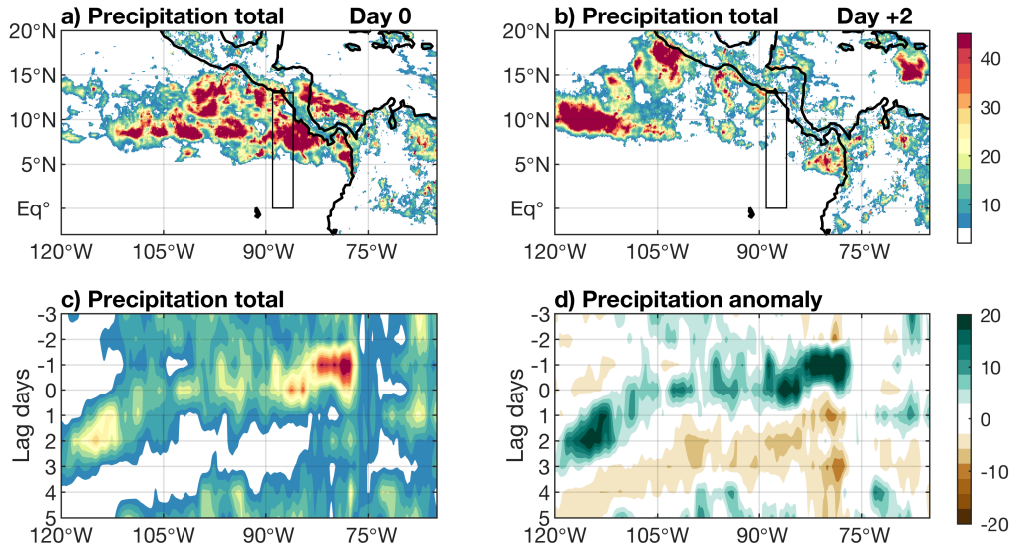 a) Precipitation total Day 0
b) Precipitation total Day +2
20°N
15°N
10°N
5°N
Eq°
120°W 105°W 90°W 75°W
20°N
15°N
10°N
5°N
Eq°
120°W 105°W 90°W 75°W
40
30
20
10
c) Precipitation total
d) Precipitation anomaly
Lag days
-3
-2
-1
0
1
2
3
4
5
120°W 105°W 90°W 75°W
Lag days
-3
-2
-1
0
1
2
3
4
5
120°W 105°W 90°W 75°W
20
10
0
-10
-20